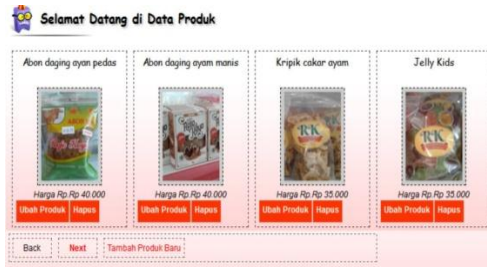 Selamat Datang di Data Produk
Abon daging ayan pedas
Abon daging ayam manis
Kripik cakar ayam
Jelly Kids
R·K
R·K
Harga Rp.Rp 40.000
Harga Rp.Rp 40.000
Harga Rp.Rp 35.000
Harga Rp.Rp 35.000
Ubah Produk Hapus
Ubah Produk Hapus
Ubah Produk Hapus
Ubah Produk Hapus
Back Next Tambah Produk Baru